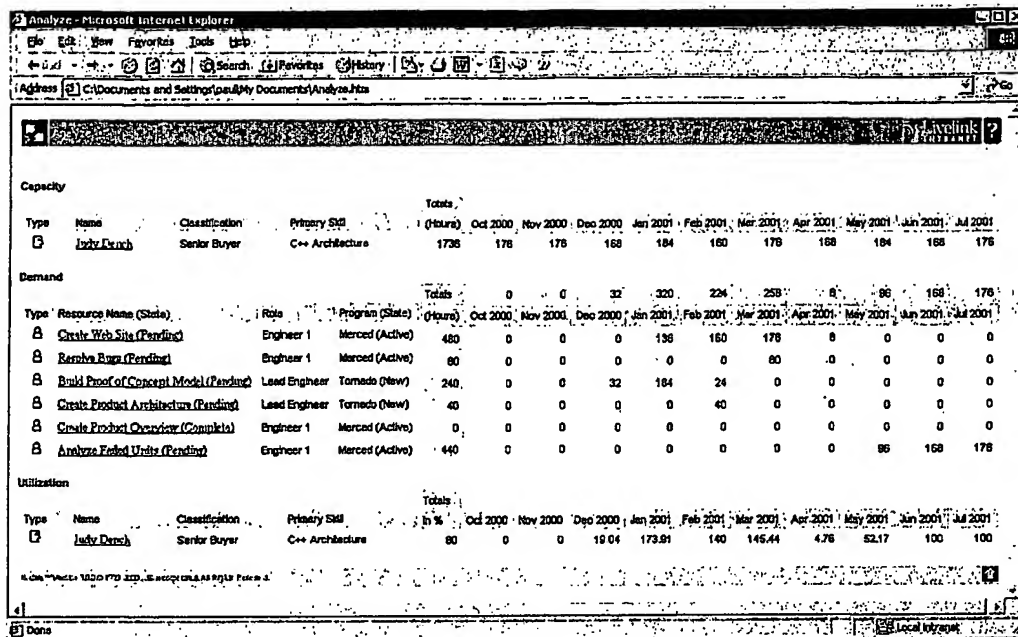 Analyze - Microsoft Internet Explorer
File Edit View Favorites Tools Help
Search Favorites History
Address C:\Documents and Settings\paul\My Documents\Analyze.htm Go
Livelink ?
INTRANET
Capacity
Totals
Type Name Classification Primary Skill (Hours) Oct 2000 Nov 2000 Dec 2000 Jan 2001 Feb 2001 Mar 2001 Apr 2001 May 2001 Jun 2001 Jul 2001
Judy Dench Senior Buyer C++ Architecture 1736 176 176 168 184 160 176 168 184 168 176
Demand
Totals 0 0 32 320 224 256 8 96 168 176
Type Resource Name (State) Role Program (State) (Hours) Oct 2000 Nov 2000 Dec 2000 Jan 2001 Feb 2001 Mar 2001 Apr 2001 May 2001 Jun 2001 Jul 2001
Create Web Site (Pending) Engineer 1 Merced (Active) 480 0 0 0 136 160 176 8 0 0 0
Resolve Bugs (Pending) Engineer 1 Merced (Active) 80 0 0 0 0 0 80 0 0 0 0
Build Proof of Concept Model (Pending) Lead Engineer Tornado (New) 240 0 0 32 184 24 0 0 0 0 0
Create Product Architecture (Pending) Lead Engineer Tornado (New) 40 0 0 0 0 40 0 0 0 0 0
Create Product Overview (Complete) Engineer 1 Merced (Active) 0 0 0 0 0 0 0 0 0 0 0
Analyze Failed Units (Pending) Engineer 1 Merced (Active) 440 0 0 0 0 0 0 0 96 168 176
Utilization
Totals
Type Name Classification Primary Skill In % Oct 2000 Nov 2000 Dec 2000 Jan 2001 Feb 2001 Mar 2001 Apr 2001 May 2001 Jun 2001 Jul 2001
Judy Dench Senior Buyer C++ Architecture 80 0 0 19.04 173.91 140 145.44 4.76 52.17 100 100
Done Local intranet